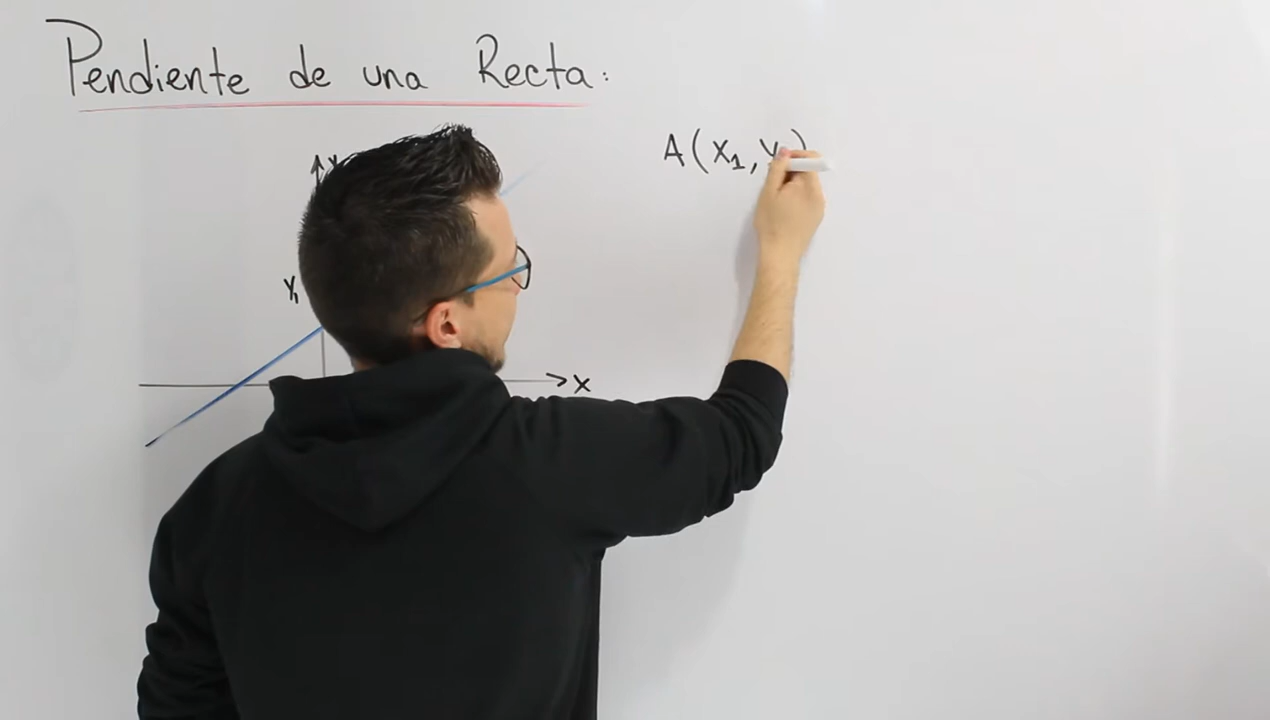 Pendiente de una Recta:
A(X₁,Y
Y
Y₁
X